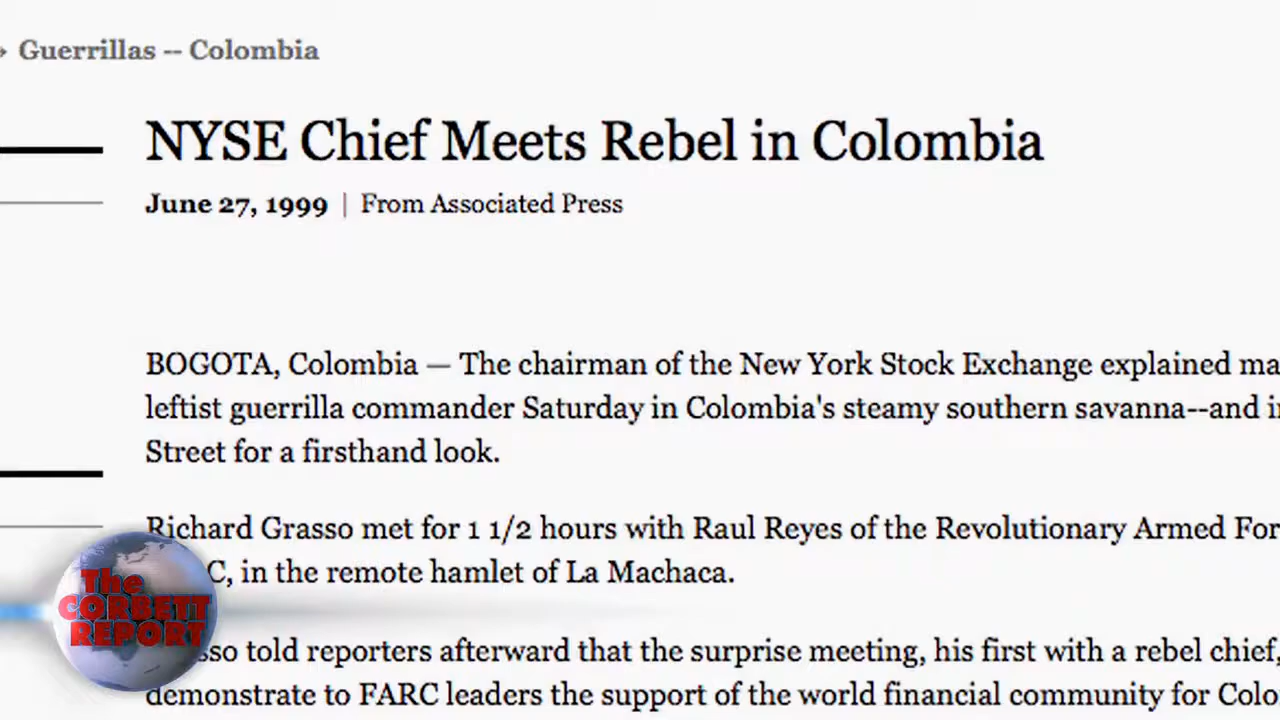 Guerrillas -- Colombia
NYSE Chief Meets Rebel in Colombia
June 27, 1999 | From Associated Press
BOGOTA, Colombia — The chairman of the New York Stock Exchange explained
leftist guerrilla commander Saturday in Colombia's steamy southern savanna--and
Street for a firsthand look.
Richard Grasso met for 1 1/2 hours with Raul Reyes of the Revolutionary Armed
in the remote hamlet of La Machaca.
told reporters afterward that the surprise meeting, his first with a rebel chief,
demonstrate to FARC leaders the support of the world financial community for
The
CORBETT
REPORT